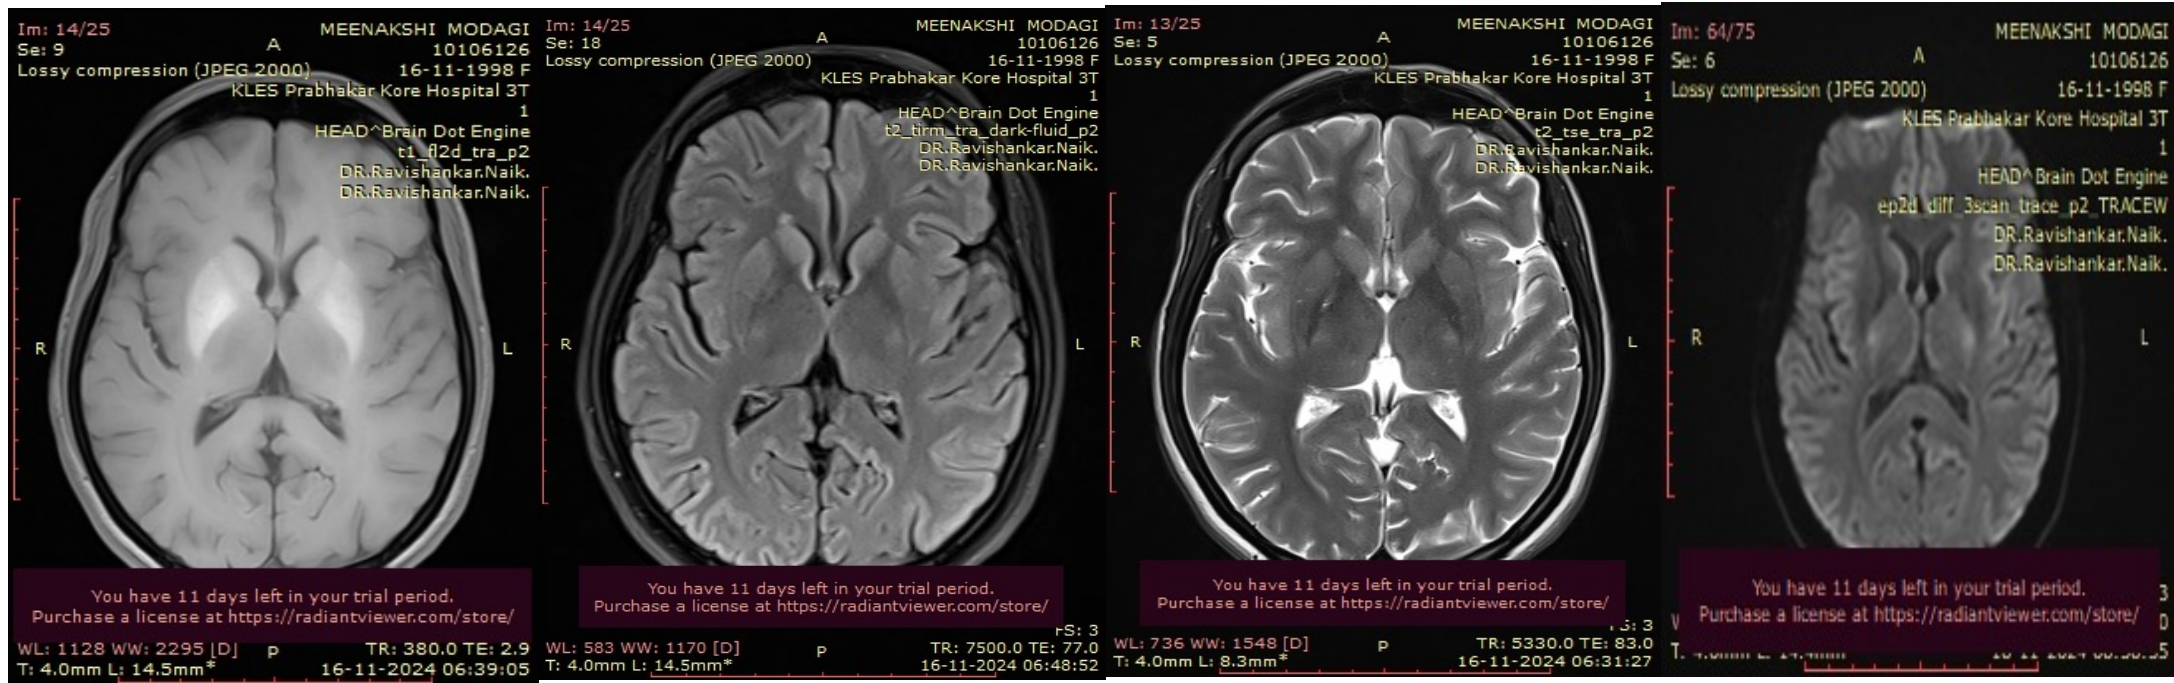 Im: 14/25
Se: 9
Lossy compression (JPEG 2000)
A
MEENAKSHI MODAGI
10106126
16-11-1998 F
KLES Prabhakar Kore Hospital 3T
1
HEAD^Brain Dot Engine
t1_fl2d_tra_p2
DR.Ravishankar.Naik.
DR.Ravishankar.Naik.
R
L
You have 11 days left in your trial period.
Purchase a license at https://radiantviewer.com/store/
WL: 1128 WW: 2295 [D]
T: 4.0mm L: 14.5mm*
P
TR: 380.0 TE: 2.9
16-11-2024 06:39:05
Im: 14/25
Se: 18
Lossy compression (JPEG 2000)
A
MEENAKSHI MODAGI
10106126
16-11-1998 F
KLES Prabhakar Kore Hospital 3T
1
HEAD^Brain Dot Engine
t2_tirm_tra_dark-fluid_p2
DR.Ravishankar.Naik.
DR.Ravishankar.Naik.
R
L
You have 11 days left in your trial period.
Purchase a license at https://radiantviewer.com/store/
FS: 3
WL: 583 WW: 1170 [D]
T: 4.0mm L: 14.5mm*
P
TR: 7500.0 TE: 77.0
16-11-2024 06:48:52
Im: 13/25
Se: 5
Lossy compression (JPEG 2000)
A
MEENAKSHI MODAGI
10106126
16-11-1998 F
KLES Prabhakar Kore Hospital 3T
1
HEAD^Brain Dot Engine
t2_tse_tra_p2
DR.Ravishankar.Naik.
DR.Ravishankar.Naik.
R
L
You have 11 days left in your trial period.
Purchase a license at https://radiantviewer.com/store/
FS: 3
WL: 736 WW: 1548 [D]
T: 4.0mm L: 8.3mm*
P
TR: 5330.0 TE: 83.0
16-11-2024 06:31:27
Im: 64/75
Se: 6
Lossy compression (JPEG 2000)
A
MEENAKSHI MODAGI
10106126
16-11-1998 F
KLES Prabhakar Kore Hospital 3T
1
HEAD^Brain Dot Engine
ep2d_diff_3scan_trace_p2_TRACEW
DR.Ravishankar.Naik.
DR.Ravishankar.Naik.
R
L
You have 11 days left in your trial period.
Purchase a license at https://radiantviewer.com/store/